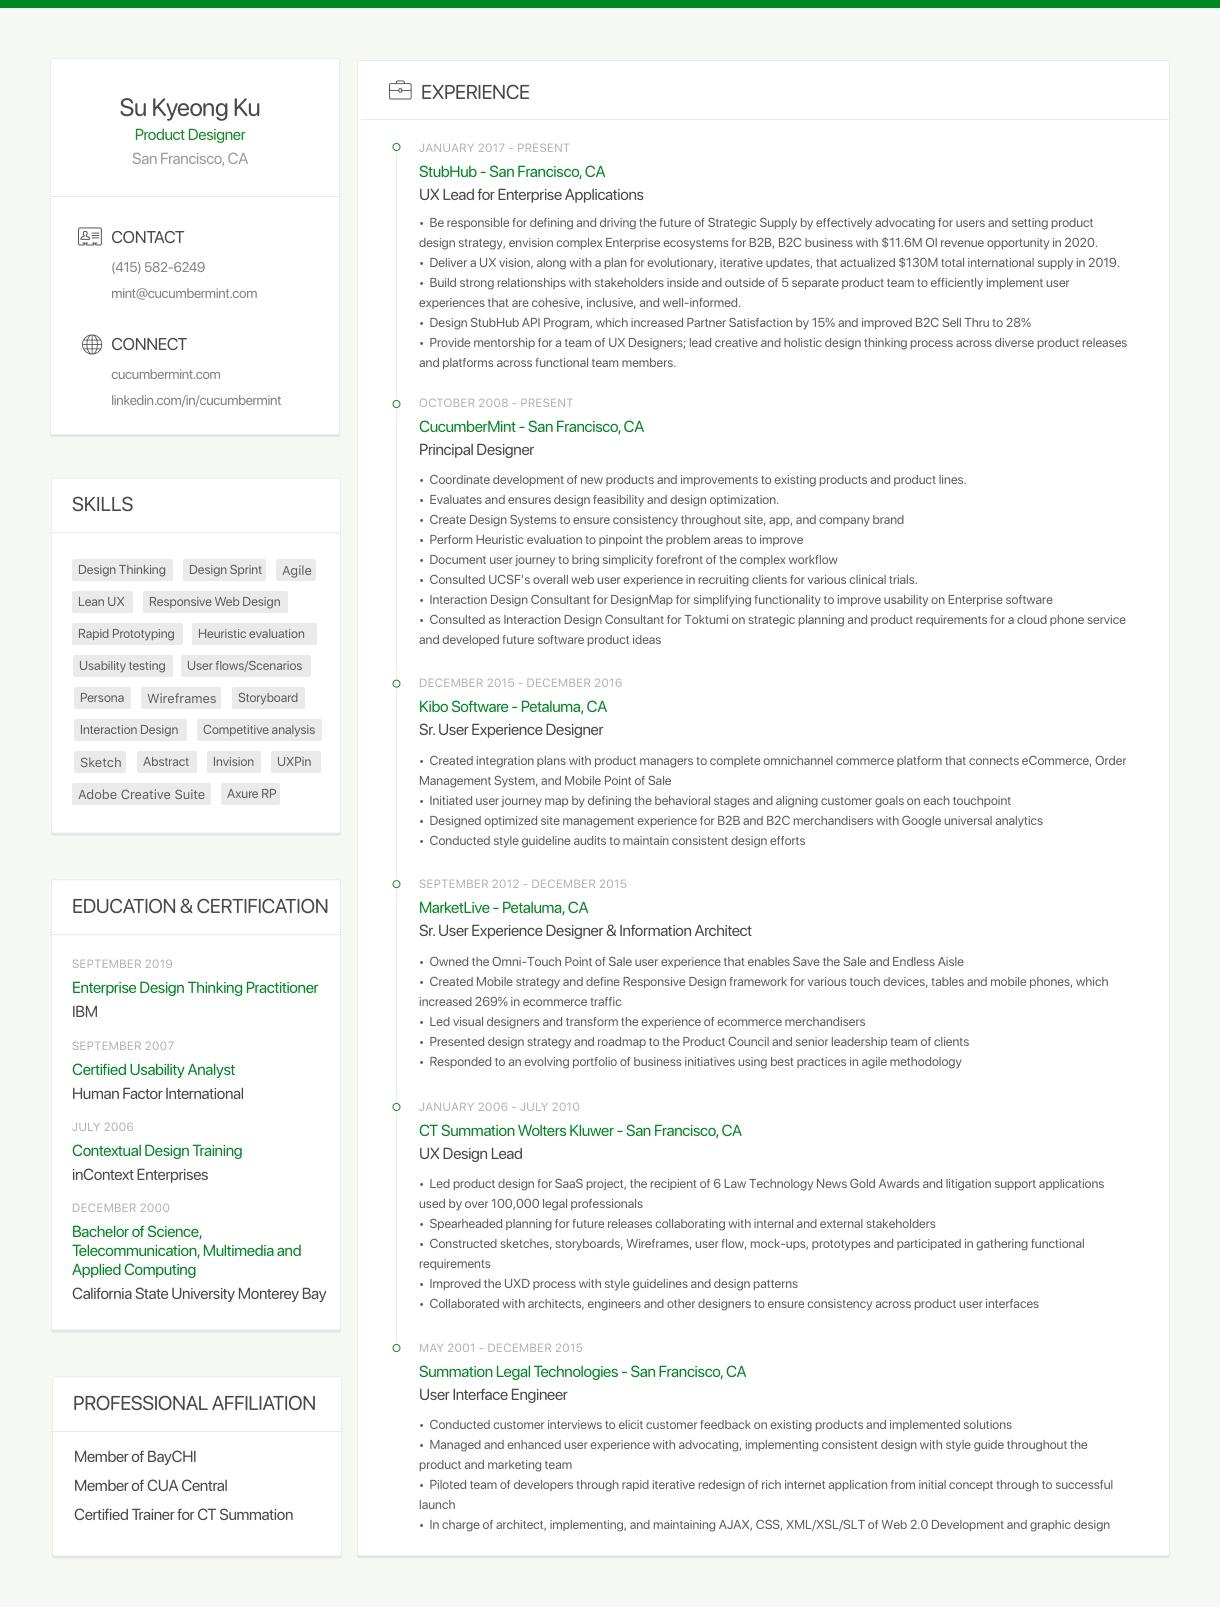 Su Kyeong Ku
Product Designer
San Francisco, CA
CONTACT
(415) 582-6249
mint@cucumbermint.com
CONNECT
cucumbermint.com
linkedin.com/in/cucumbermint
SKILLS
Design Thinking Design Sprint Agile
Lean UX Responsive Web Design
Rapid Prototyping Heuristic evaluation
Usability testing User flows/Scenarios
Persona Wireframes Storyboard
Interaction Design Competitive analysis
Sketch Abstract Invision UXPin
Adobe Creative Suite Axure RP
EDUCATION & CERTIFICATION
SEPTEMBER 2019
Enterprise Design Thinking Practitioner
IBM
SEPTEMBER 2007
Certified Usability Analyst
Human Factor International
JULY 2006
Contextual Design Training
inContext Enterprises
DECEMBER 2000
Bachelor of Science,
Telecommunication, Multimedia and
Applied Computing
California State University Monterey Bay
PROFESSIONAL AFFILIATION
Member of BayCHI
Member of CUA Central
Certified Trainer for CT Summation
EXPERIENCE
JANUARY 2017 - PRESENT
StubHub - San Francisco, CA
UX Lead for Enterprise Applications
• Be responsible for defining and driving the future of Strategic Supply by effectively advocating for users and setting product
design strategy, envision complex Enterprise ecosystems for B2B, B2C business with $11.6M OI revenue opportunity in 2020.
• Deliver a UX vision, along with a plan for evolutionary, iterative updates, that actualized $130M total international supply in 2019.
• Build strong relationships with stakeholders inside and outside of 5 separate product team to efficiently implement user
experiences that are cohesive, inclusive, and well-informed.
• Design StubHub API Program, which increased Partner Satisfaction by 15% and improved B2C Sell Thru to 28%
• Provide mentorship for a team of UX Designers; lead creative and holistic design thinking process across diverse product releases
and platforms across functional team members.
OCTOBER 2008 - PRESENT
CucumberMint - San Francisco, CA
Principal Designer
• Coordinate development of new products and improvements to existing products and product lines.
• Evaluates and ensures design feasibility and design optimization.
• Create Design Systems to ensure consistency throughout site, app, and company brand
• Perform Heuristic evaluation to pinpoint the problem areas to improve
• Document user journey to bring simplicity forefront of the complex workflow
• Consulted UCSF's overall web user experience in recruiting clients for various clinical trials.
• Interaction Design Consultant for DesignMap for simplifying functionality to improve usability on Enterprise software
• Consulted as Interaction Design Consultant for Toktumi on strategic planning and product requirements for a cloud phone service
and developed future software product ideas
DECEMBER 2015 - DECEMBER 2016
Kibo Software - Petaluma, CA
Sr. User Experience Designer
• Created integration plans with product managers to complete omnichannel commerce platform that connects eCommerce, Order
Management System, and Mobile Point of Sale
• Initiated user journey map by defining the behavioral stages and aligning customer goals on each touchpoint
• Designed optimized site management experience for B2B and B2C merchandisers with Google universal analytics
• Conducted style guideline audits to maintain consistent design efforts
SEPTEMBER 2012 - DECEMBER 2015
MarketLive - Petaluma, CA
Sr. User Experience Designer & Information Architect
• Owned the Omni-Touch Point of Sale user experience that enables Save the Sale and Endless Aisle
• Created Mobile strategy and define Responsive Design framework for various touch devices, tables and mobile phones, which
increased 269% in ecommerce traffic
• Led visual designers and transform the experience of ecommerce merchandisers
• Presented design strategy and roadmap to the Product Council and senior leadership team of clients
• Responded to an evolving portfolio of business initiatives using best practices in agile methodology
JANUARY 2006 - JULY 2010
CT Summation Wolters Kluwer - San Francisco, CA
UX Design Lead
• Led product design for SaaS project, the recipient of 6 Law Technology News Gold Awards and litigation support applications
used by over 100,000 legal professionals
• Spearheaded planning for future releases collaborating with internal and external stakeholders
• Constructed sketches, storyboards, Wireframes, user flow, mock-ups, prototypes and participated in gathering functional
requirements
• Improved the UXD process with style guidelines and design patterns
• Collaborated with architects, engineers and other designers to ensure consistency across product user interfaces
MAY 2001 - DECEMBER 2015
Summation Legal Technologies - San Francisco, CA
User Interface Engineer
• Conducted customer interviews to elicit customer feedback on existing products and implemented solutions
• Managed and enhanced user experience with advocating, implementing consistent design with style guide throughout the
product and marketing team
• Piloted team of developers through rapid iterative redesign of rich internet application from initial concept through to successful
launch
• In charge of architect, implementing, and maintaining AJAX, CSS, XML/XSL/SLT of Web 2.0 Development and graphic design